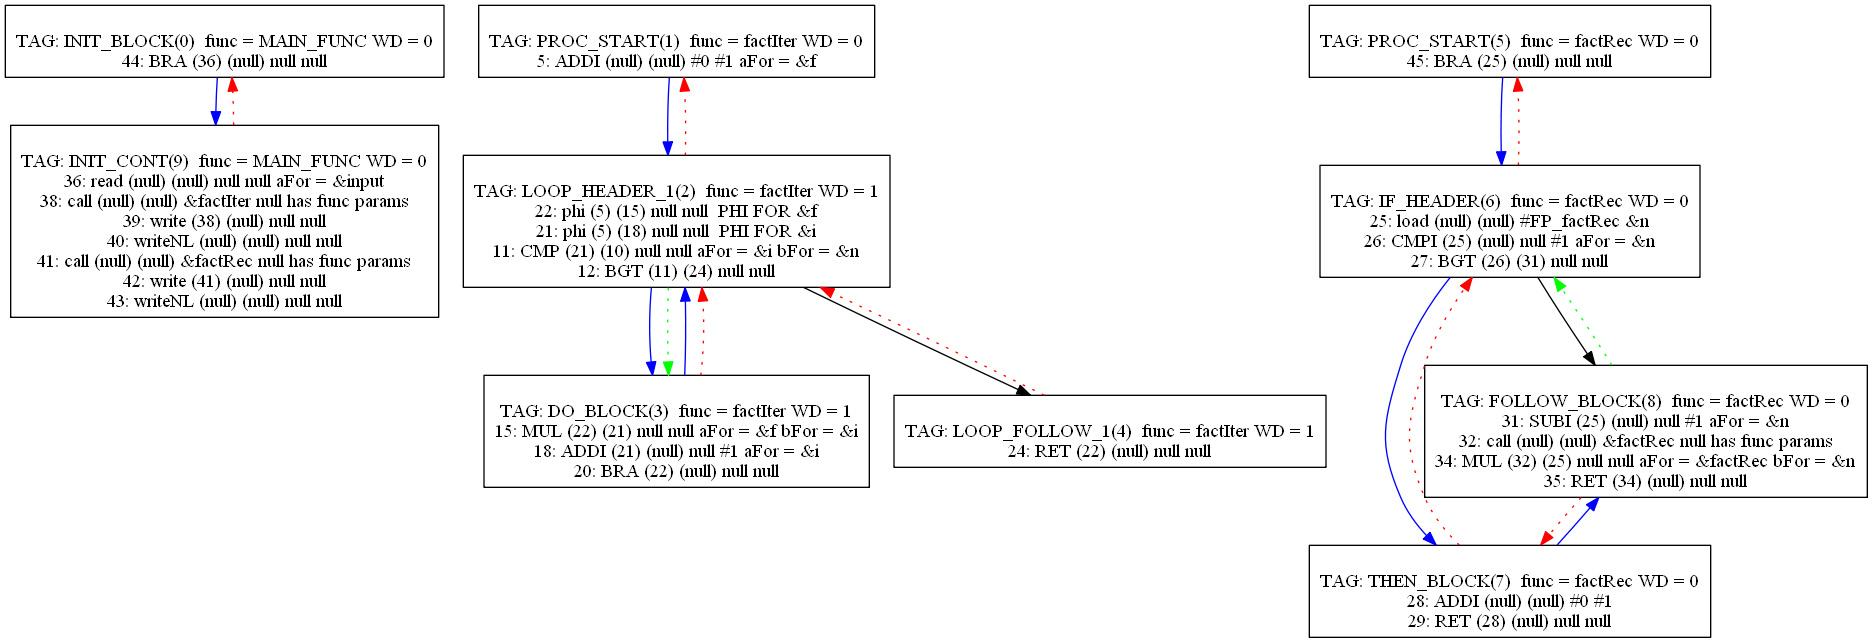 TAG: INIT_BLOCK(0)  func = MAIN_FUNC WD = 0
44: BRA (36) (null) null null
TAG: INIT_CONT(9)  func = MAIN_FUNC WD = 0
36: read (null) (null) null null aFor = &input
38: call (null) (null) &factIter null has func params
39: write (38) (null) null null
40: writeNL (null) (null) null null
41: call (null) (null) &factRec null has func params
42: write (41) (null) null null
43: writeNL (null) (null) null null
TAG: PROC_START(1)  func = factIter WD = 0
5: ADDI (null) (null) #0 #1 aFor = &f
TAG: LOOP_HEADER_1(2)  func = factIter WD = 1
22: phi (5) (15) null null  PHI FOR &f
21: phi (5) (18) null null  PHI FOR &i
11: CMP (21) (10) null null aFor = &i bFor = &n
12: BGT (11) (24) null null
TAG: DO_BLOCK(3)  func = factIter WD = 1
15: MUL (22) (21) null null aFor = &f bFor = &i
18: ADDI (21) (null) null #1 aFor = &i
20: BRA (22) (null) null null
TAG: LOOP_FOLLOW_1(4)  func = factIter WD = 1
24: RET (22) (null) null null
TAG: PROC_START(5)  func = factRec WD = 0
45: BRA (25) (null) null null
TAG: IF_HEADER(6)  func = factRec WD = 0
25: load (null) (null) #FP_factRec &n
26: CMPI (25) (null) null #1 aFor = &n
27: BGT (26) (31) null null
TAG: FOLLOW_BLOCK(8)  func = factRec WD = 0
31: SUBI (25) (null) null #1 aFor = &n
32: call (null) (null) &factRec null has func params
34: MUL (32) (25) null null aFor = &factRec bFor = &n
35: RET (34) (null) null null
TAG: THEN_BLOCK(7)  func = factRec WD = 0
28: ADDI (null) (null) #0 #1
29: RET (28) (null) null null